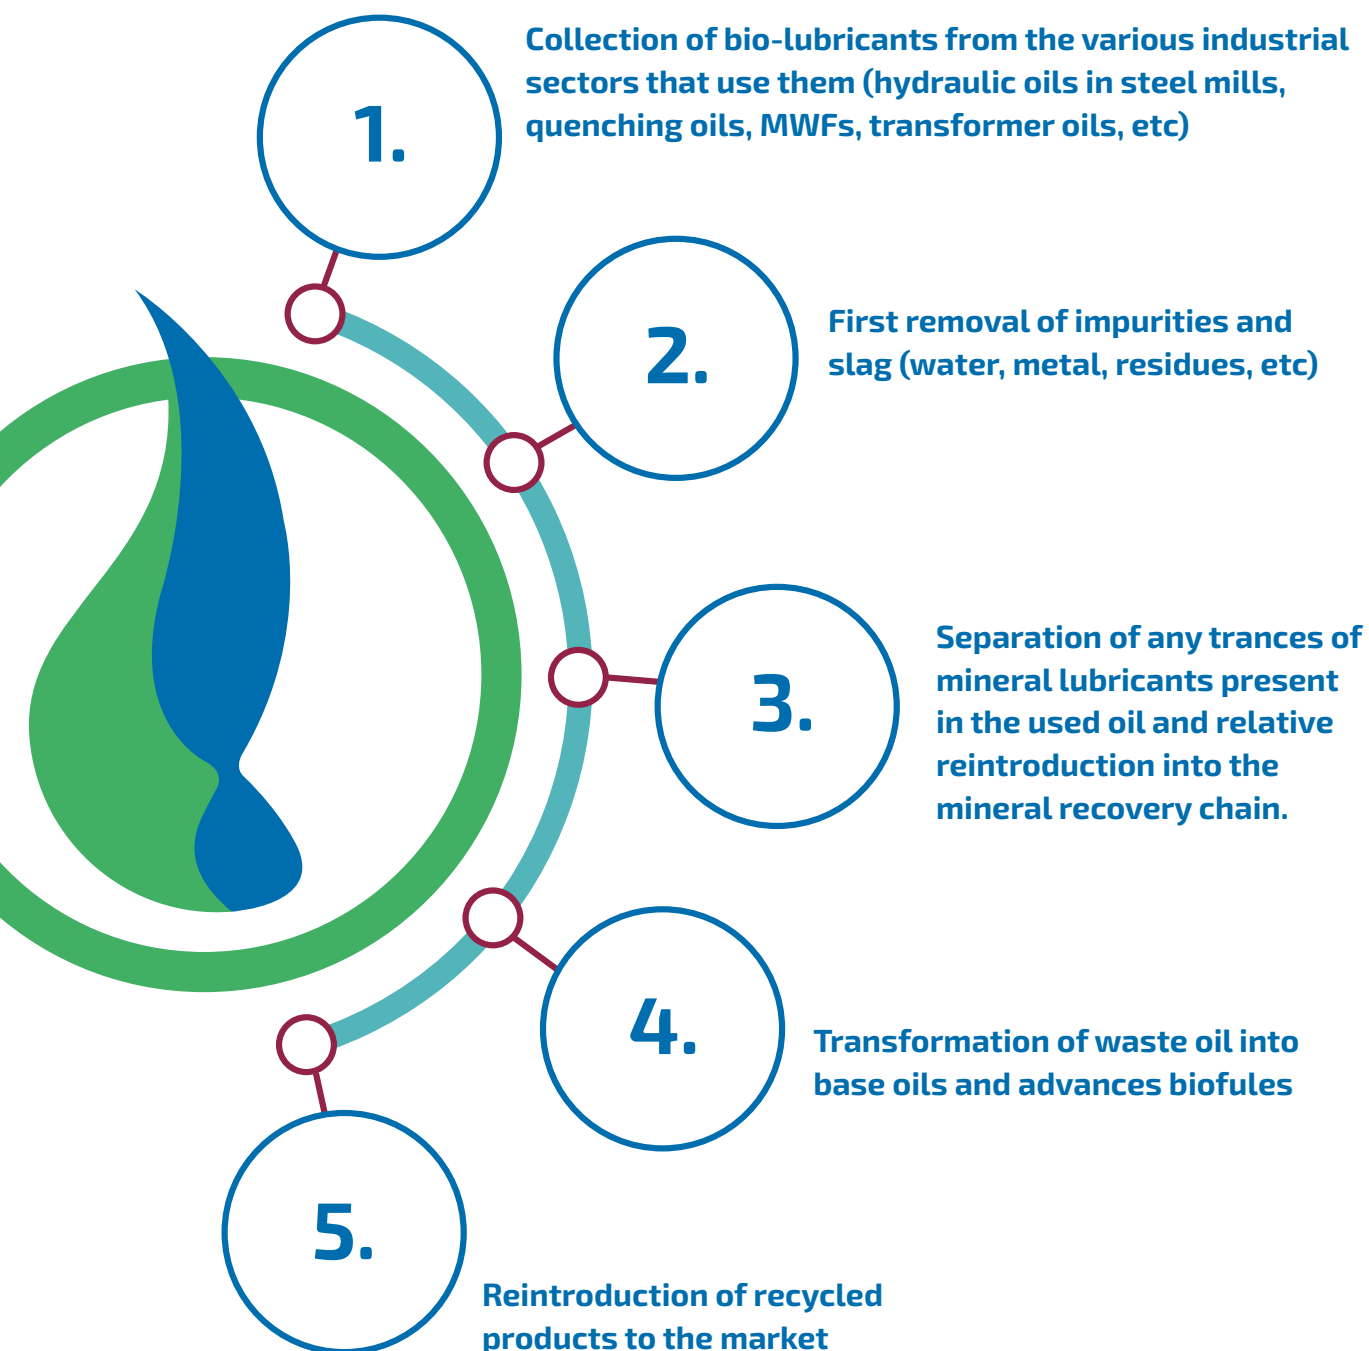 1.
Collection of bio-lubricants from the various industrial
sectors that use them (hydraulic oils in steel mills,
quenching oils, MWFs, transformer oils, etc)
2.
First removal of impurities and
slag (water, metal, residues, etc)
3.
Separation of any trances of
mineral lubricants present
in the used oil and relative
reintroduction into the
mineral recovery chain.
4.
Transformation of waste oil into
base oils and advances biofules
5.
Reintroduction of recycled
products to the market